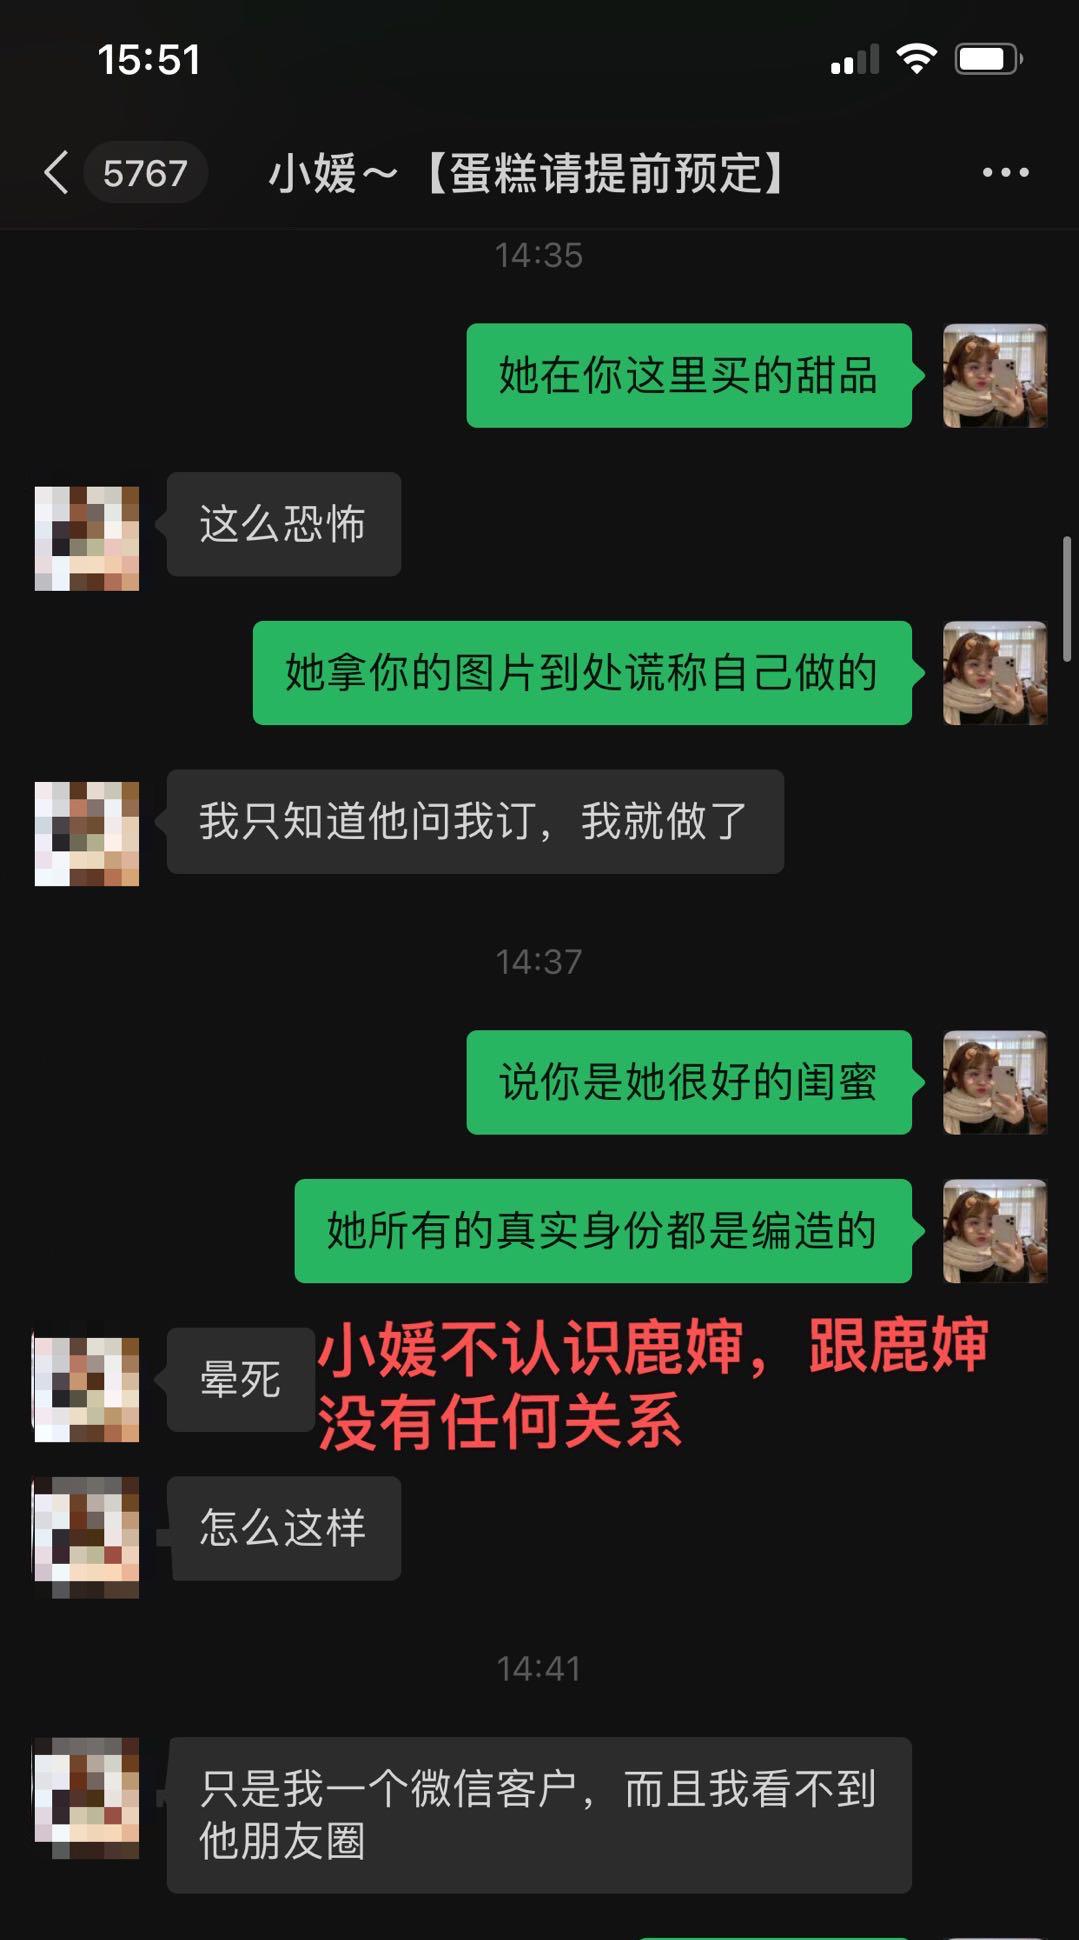 15:51
5767
小媛～【蛋糕请提前预定】
14:35
她在你这里买的甜品
这么恐怖
她拿你的图片到处谎称自己做的
我只知道他问我订，我就做了
14:37
说你是她很好的闺蜜
她所有的真实身份都是编造的
晕死
小媛不认识鹿婶，跟鹿婶
没有任何关系
怎么这样
14:41
只是我一个微信客户，而且我看不到
他朋友圈